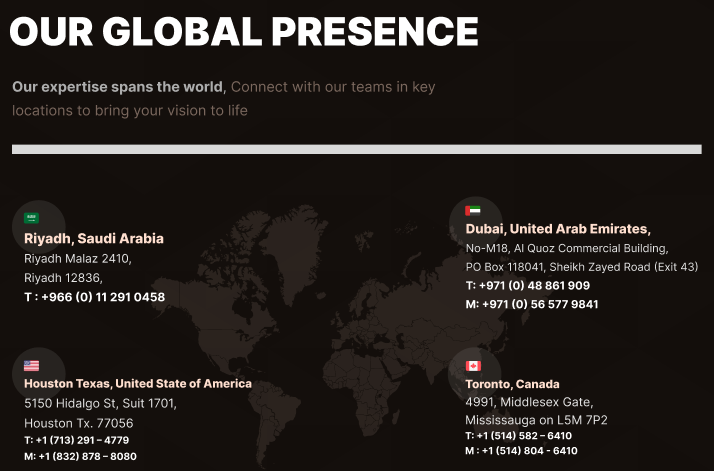 OUR GLOBAL PRESENCE
Our expertise spans the world, Connect with our teams in key
locations to bring your vision to life
Riyadh, Saudi Arabia
Riyadh Malaz 2410,
Riyadh 12836,
T : +966 (0) 11 291 0458
Dubai, United Arab Emirates,
No-M18, Al Quoz Commercial Building,
PO Box 118041, Sheikh Zayed Road (Exit 43)
T: +971 (0) 48 861 909
M: +971 (0) 56 577 9841
Houston Texas, United State of America
5150 Hidalgo St, Suit 1701,
Houston Tx. 77056
T: +1 (713) 291 – 4779
M: +1 (832) 878 – 8080
Toronto, Canada
4991, Middlesex Gate,
Mississauga on L5M 7P2
T: +1 (514) 582 – 6410
M : +1 (514) 804 - 6410